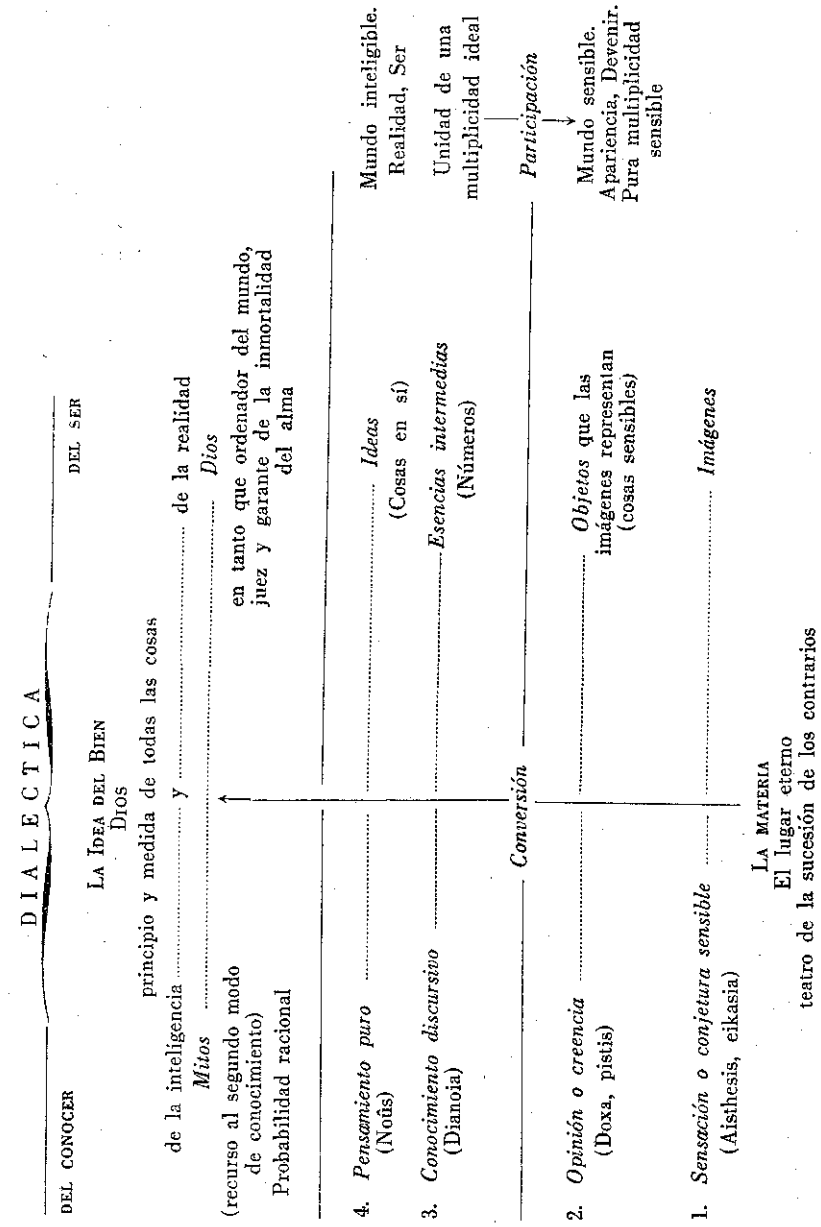 DIALECTICA
DEL CONOCER
DEL SER
LA IDEA DEL BIEN
DIOS
principio y medida de todas las cosas
de la inteligencia ........ y ........ de la realidad
Mitos ........ Dios
(recurso al segundo modo
de conocimiento)
Probabilidad racional
en tanto que ordenador del mundo,
juez y garante de la inmortalidad
del alma
4. Pensamiento puro ........ Ideas
(Noûs)
(Cosas en sí)
Mundo inteligible.
Realidad, Ser
3. Conocimiento discursivo ........ Esencias intermedias
(Dianoia)
(Números)
Unidad de una
multiplicidad ideal
Conversión
Participación
2. Opinión o creencia ........ Objetos que las
(Doxa, pistis)
imágenes representan
(cosas sensibles)
Mundo sensible.
Apariencia, Devenir.
Pura multiplicidad
sensible
1. Sensación o conjetura sensible ........ Imágenes
(Aisthesis, eikasia)
LA MATERIA
El lugar eterno
teatro de la sucesión de los contrarios